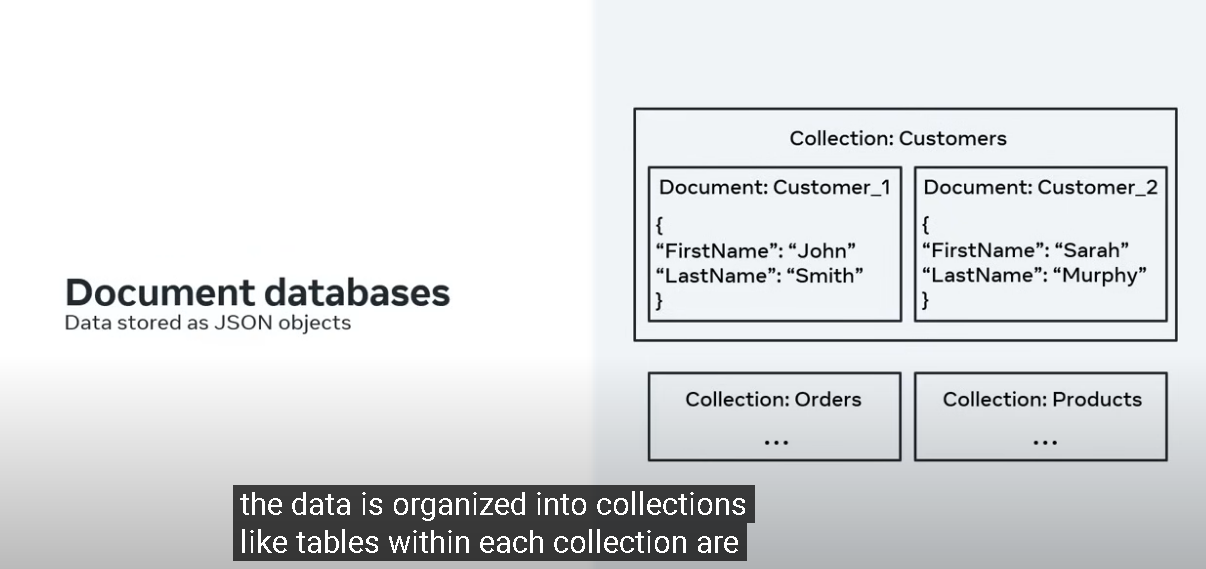 Document databases
Data stored as JSON objects
Collection: Customers
Document: Customer_1
{
“FirstName”: “John”
“LastName”: “Smith”
}
Document: Customer_2
{
“FirstName”: “Sarah”
“LastName”: “Murphy”
}
Collection: Orders
...
Collection: Products
...
the data is organized into collections
like tables within each collection are